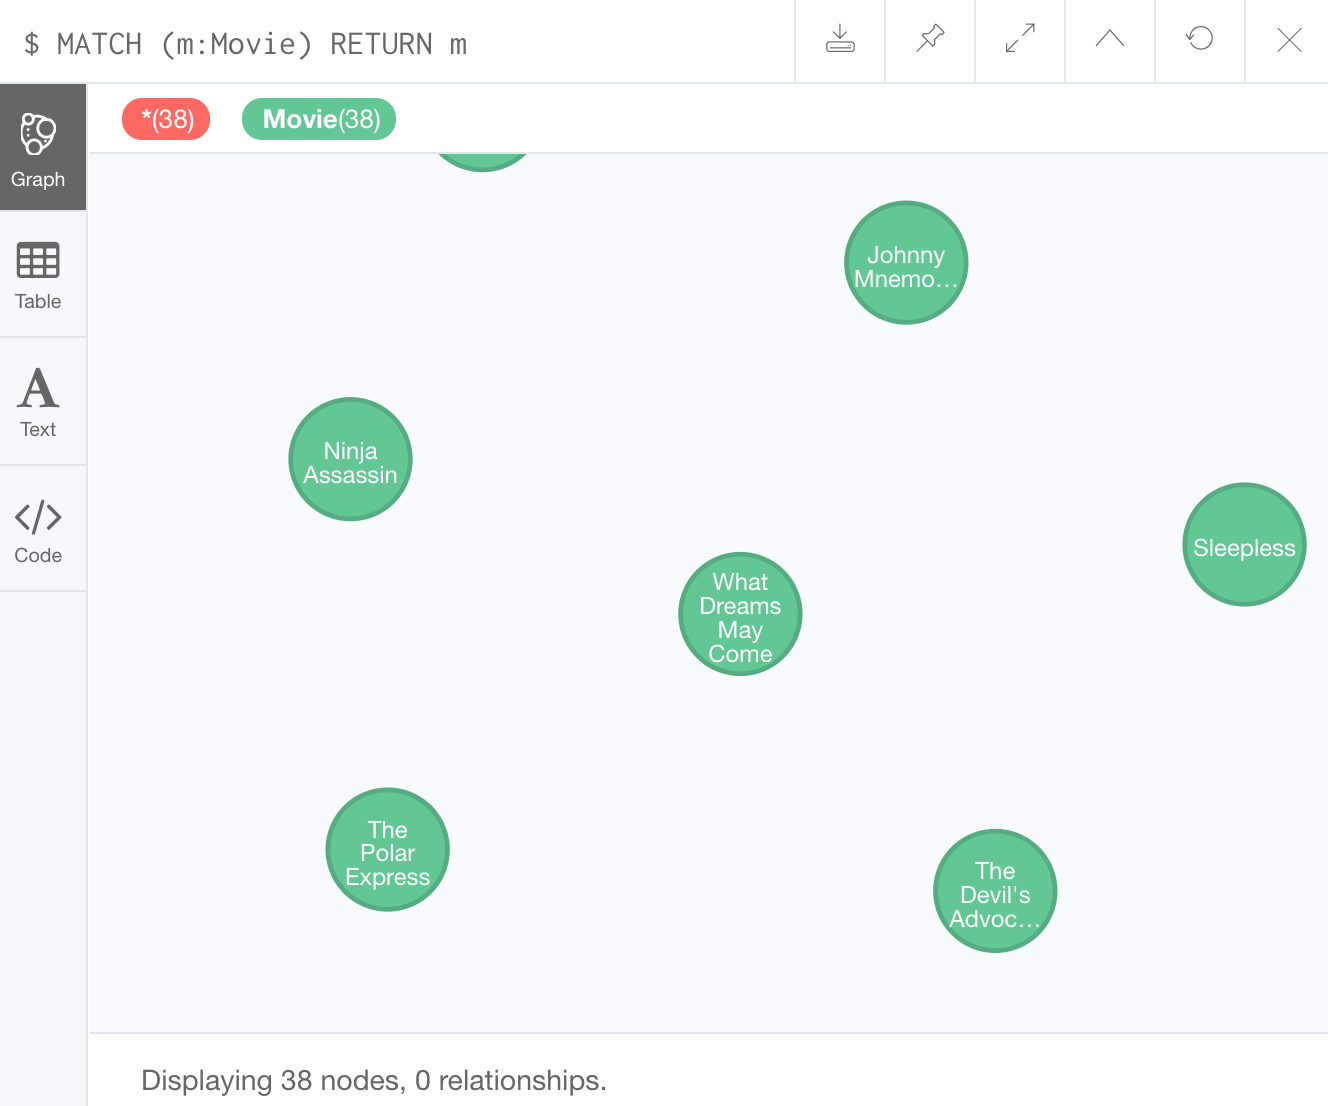 $ MATCH (m:Movie) RETURN m
*(38)
Movie(38)
Graph
Table
Text
Code
Johnny
Mnemo...
Ninja
Assassin
Sleepless
What
Dreams
May
Come
The
Polar
Express
The
Devil's
Advoc...
Displaying 38 nodes, 0 relationships.